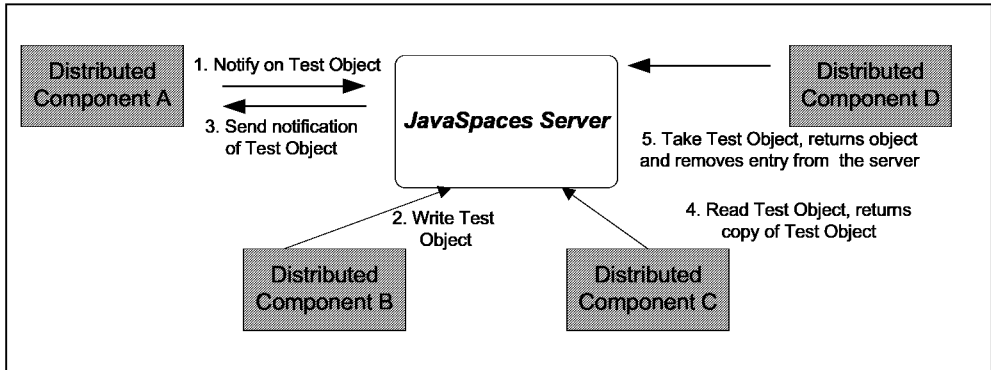 Distributed
Component A
1. Notify on Test Object
3. Send notification
of Test Object
JavaSpaces Server
Distributed
Component D
5. Take Test Object, returns object
and removes entry from the server
2. Write Test
Object
4. Read Test Object, returns
copy of Test Object
Distributed
Component B
Distributed
Component C